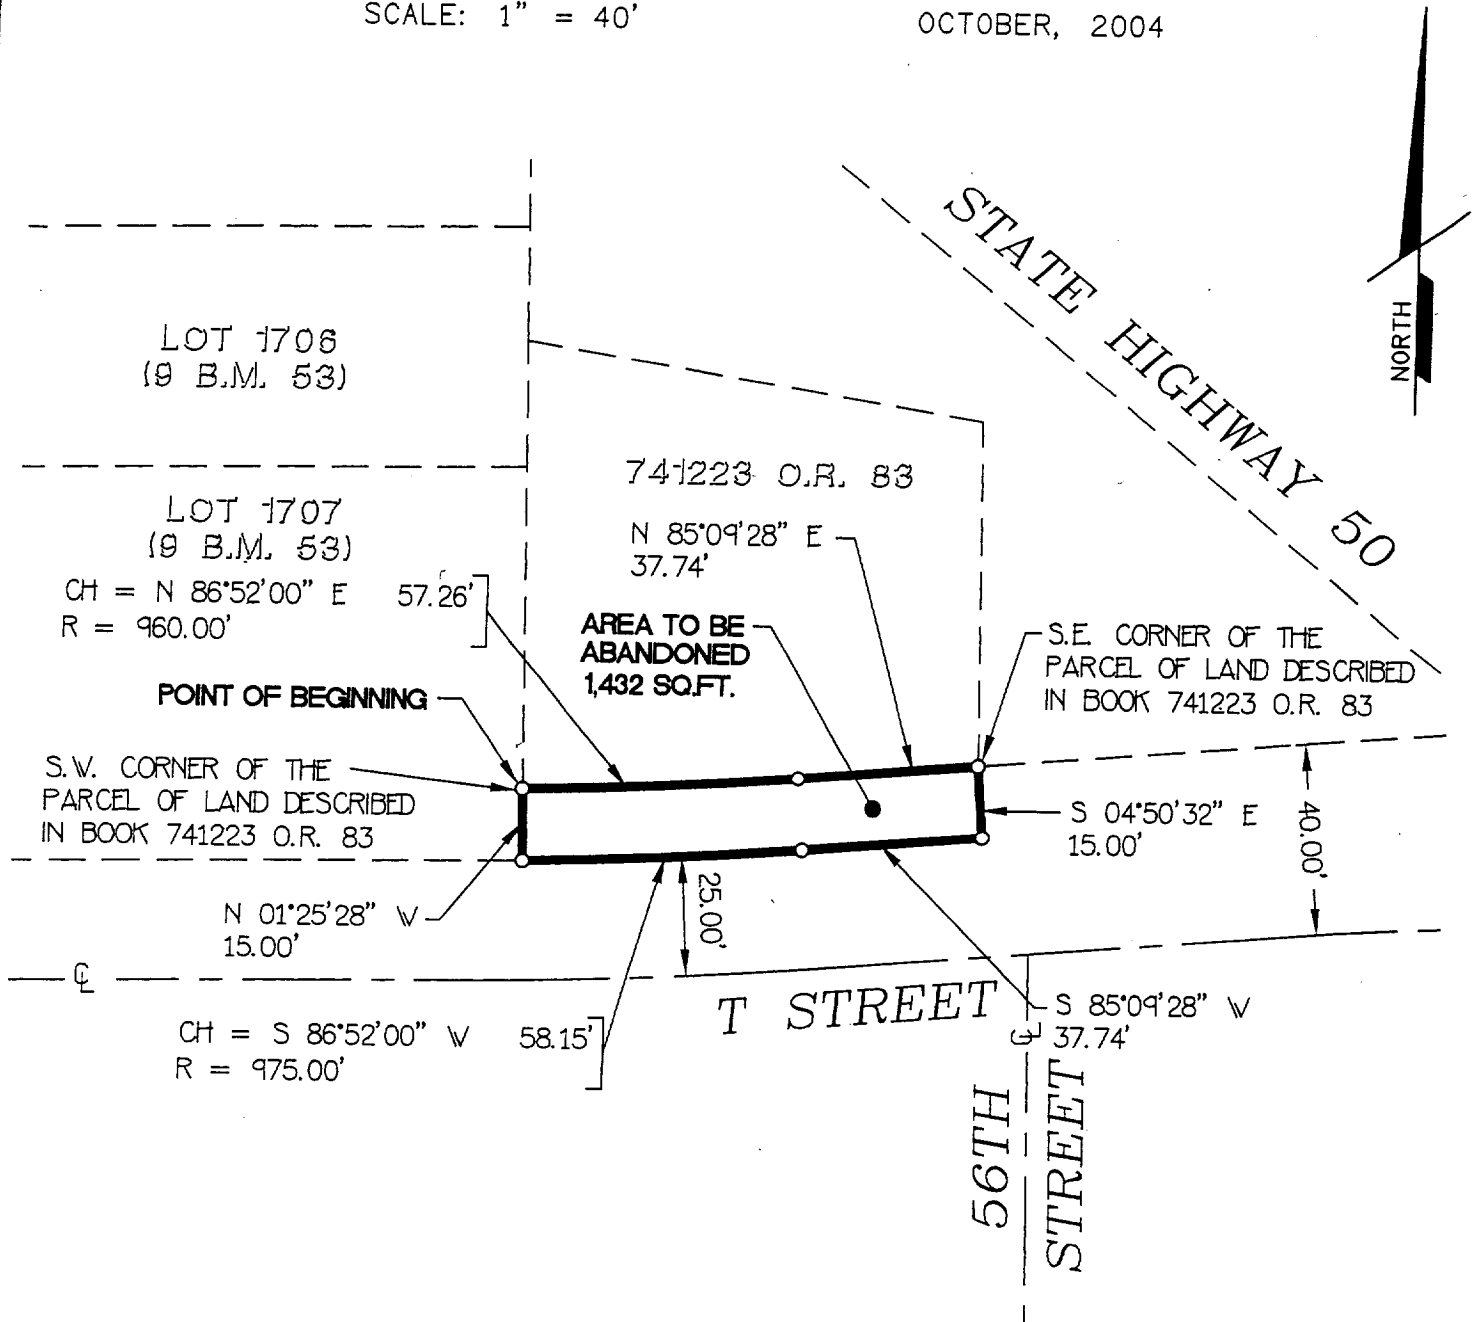 SCALE: 1" = 40'
OCTOBER, 2004
STATE HIGHWAY 50
NORTH
LOT 1706
(9 B.M. 53)
741223 O.R. 83
LOT 1707
(9 B.M. 53)
N 85°09'28" E
37.74'
CH = N 86°52'00" E 57.26'
R = 960.00'
AREA TO BE
ABANDONED
1,432 SQ.FT.
S.E. CORNER OF THE
PARCEL OF LAND DESCRIBED
IN BOOK 741223 O.R. 83
POINT OF BEGINNING
S.W. CORNER OF THE
PARCEL OF LAND DESCRIBED
IN BOOK 741223 O.R. 83
S 04°50'32" E
15.00'
40.00'
N 01°25'28" W
15.00'
25.00'
℄
T STREET
S 85°09'28" W
37.74'
CH = S 86°52'00" W 58.15'
R = 975.00'
56TH
STREET